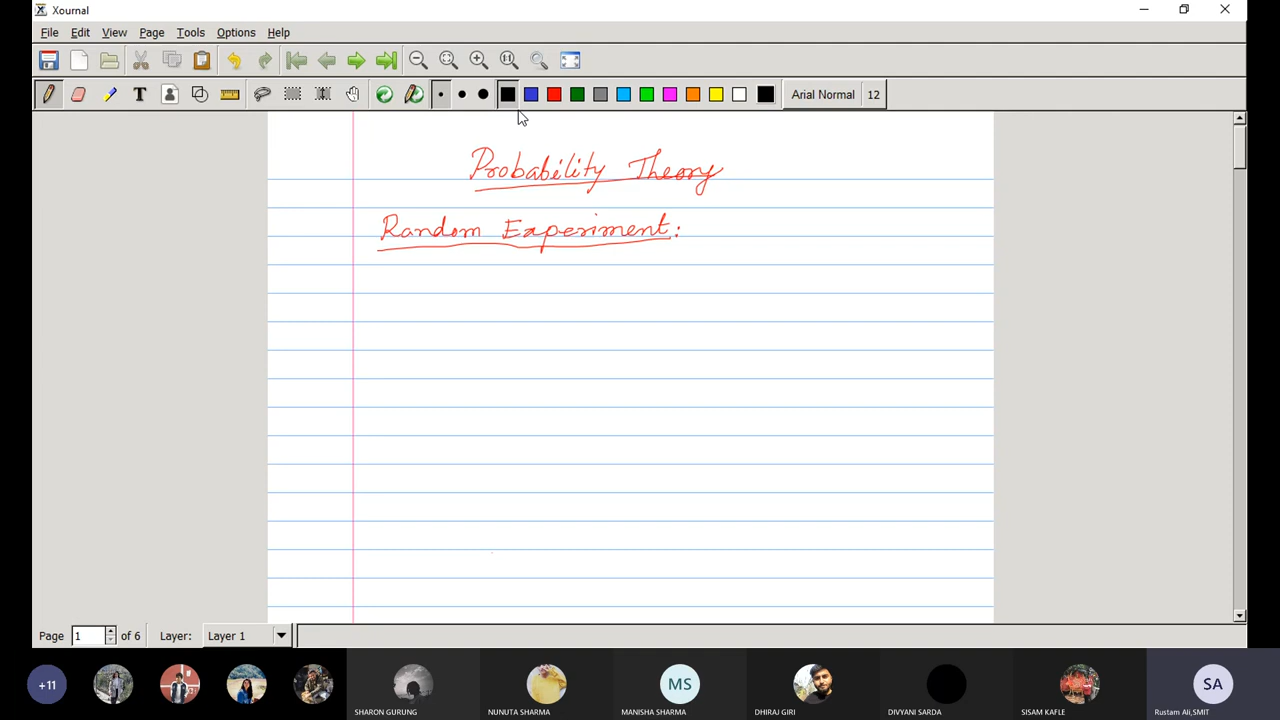 Xournal
File Edit View Page Tools Options Help
Arial Normal 12
Probability Theory
Random Experiment:
Page 1 of 6 Layer: Layer 1
+11 MS SA
SHARON GURUNG NUNUTA SHARMA MANISHA SHARMA DHIRAJ GIRI DIVYANI SARDA SISAM KAFLE Rustam Ali,SMIT